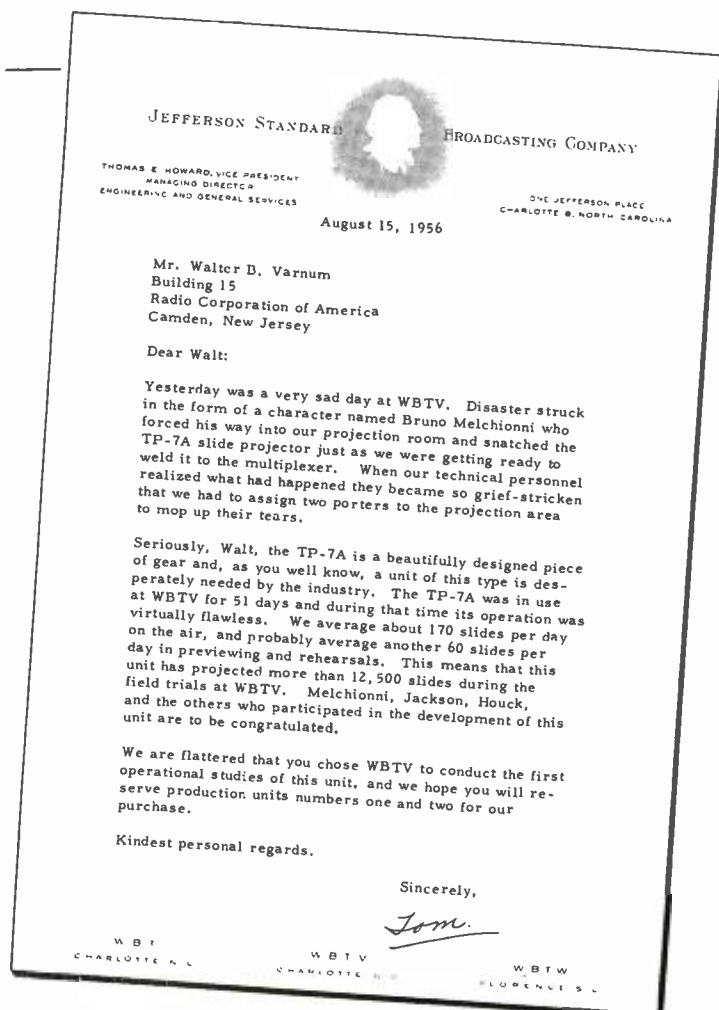 JEFFERSON STANDARD BROADCASTING COMPANY
THOMAS E HOWARD, VICE PRESIDENT
MANAGING DIRECTOR
ENGINEERING AND GENERAL SERVICES
ONE JEFFERSON PLACE
CHARLOTTE 8, NORTH CAROLINA
August 15, 1956
Mr. Walter D. Varnum
Building 15
Radio Corporation of America
Camden, New Jersey
Dear Walt:
Yesterday was a very sad day at WBTV. Disaster struck
in the form of a character named Bruno Melchionni who
forced his way into our projection room and snatched the
TP-7A slide projector just as we were getting ready to
weld it to the multiplexer. When our technical personnel
realized what had happened they became so grief-stricken
that we had to assign two porters to the projection area
to mop up their tears.
Seriously, Walt, the TP-7A is a beautifully designed piece
of gear and, as you well know, a unit of this type is des-
perately needed by the industry. The TP-7A was in use
at WBTV for 51 days and during that time its operation was
virtually flawless. We average about 170 slides per day
on the air, and probably average another 60 slides per
day in previewing and rehearsals. This means that this
unit has projected more than 12,500 slides during the
field trials at WBTV. Melchionni, Jackson, Houck,
and the others who participated in the development of this
unit are to be congratulated.
We are flattered that you chose WBTV to conduct the first
operational studies of this unit, and we hope you will re-
serve production units numbers one and two for our
purchase.
Kindest personal regards.
Sincerely,
Tom.
WBT
CHARLOTTE N C
WBTV
CHARLOTTE N C
WBTW
FLORENCE S C